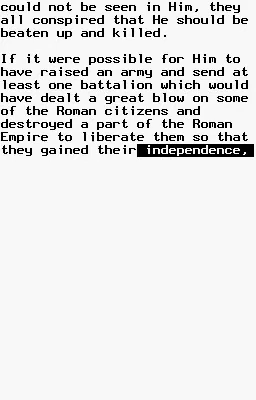 could not be seen in Him, they
all conspired that He should be
beaten up and killed.

If it were possible for Him to
have raised an army and send at
least one battalion which would
have dealt a great blow on some
of the Roman citizens and
destroyed a part of the Roman
Empire to liberate them so that
they gained their independence,